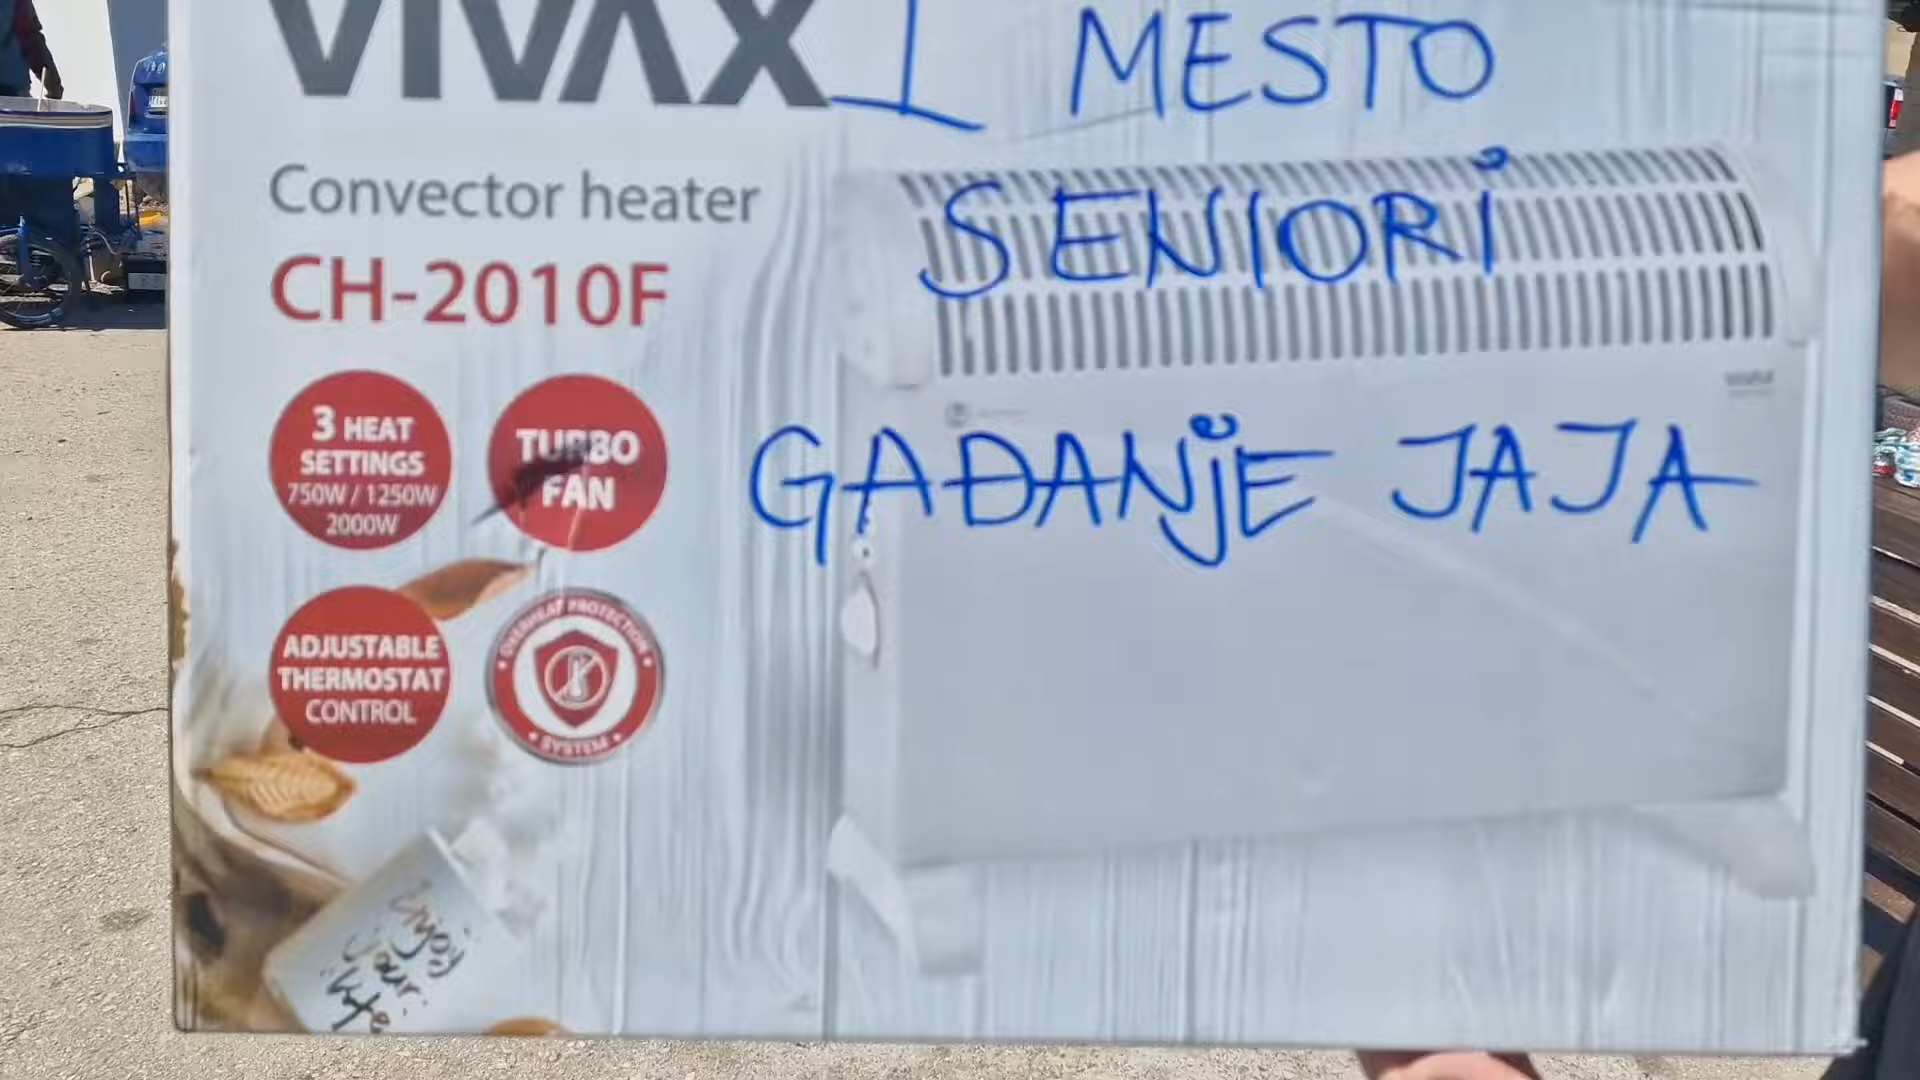 VIVAX
I MESTO
Convector heater
SENIORI
CH-2010F
3 HEAT
SETTINGS
750W / 1250W
2000W
TURBO
FAN
GAĐANjE JAJA
ADJUSTABLE
THERMOSTAT
CONTROL
OVERHEAT PROTECTION
• SYSTEM •
Enjoy
your
life